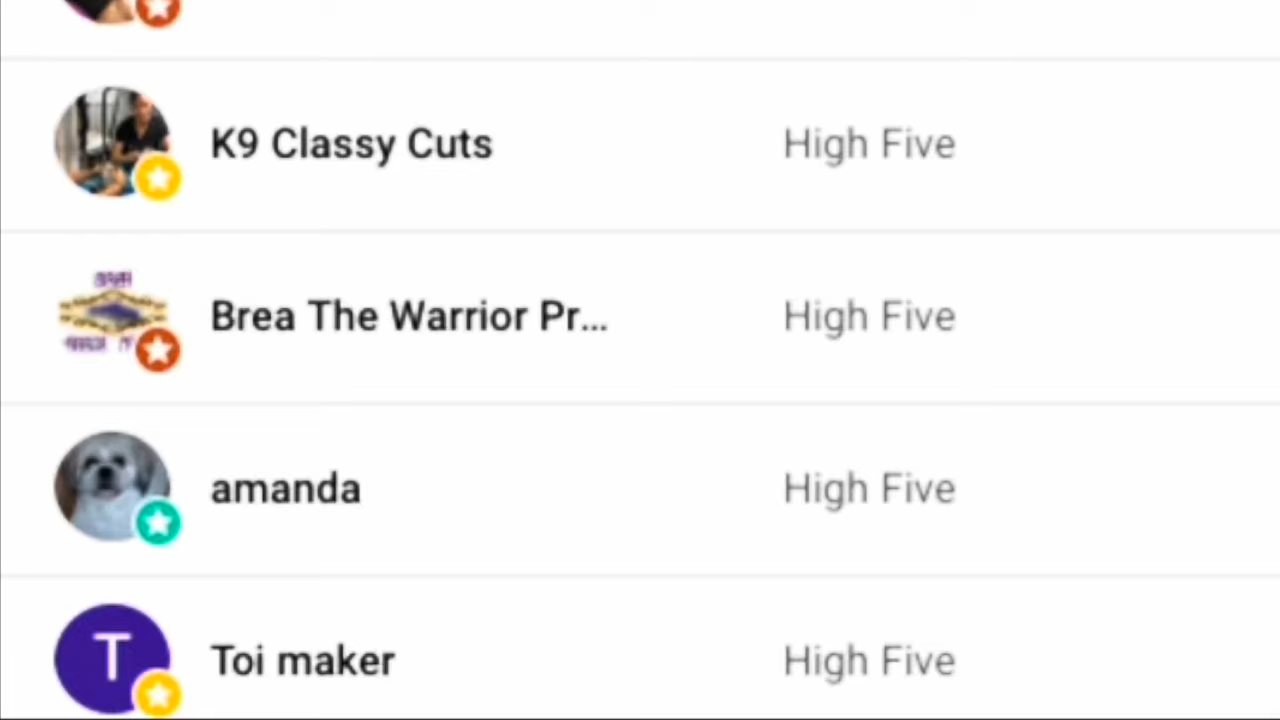 K9 Classy Cuts High Five
Brea The Warrior Pr... High Five
amanda High Five
T
Toi maker High Five